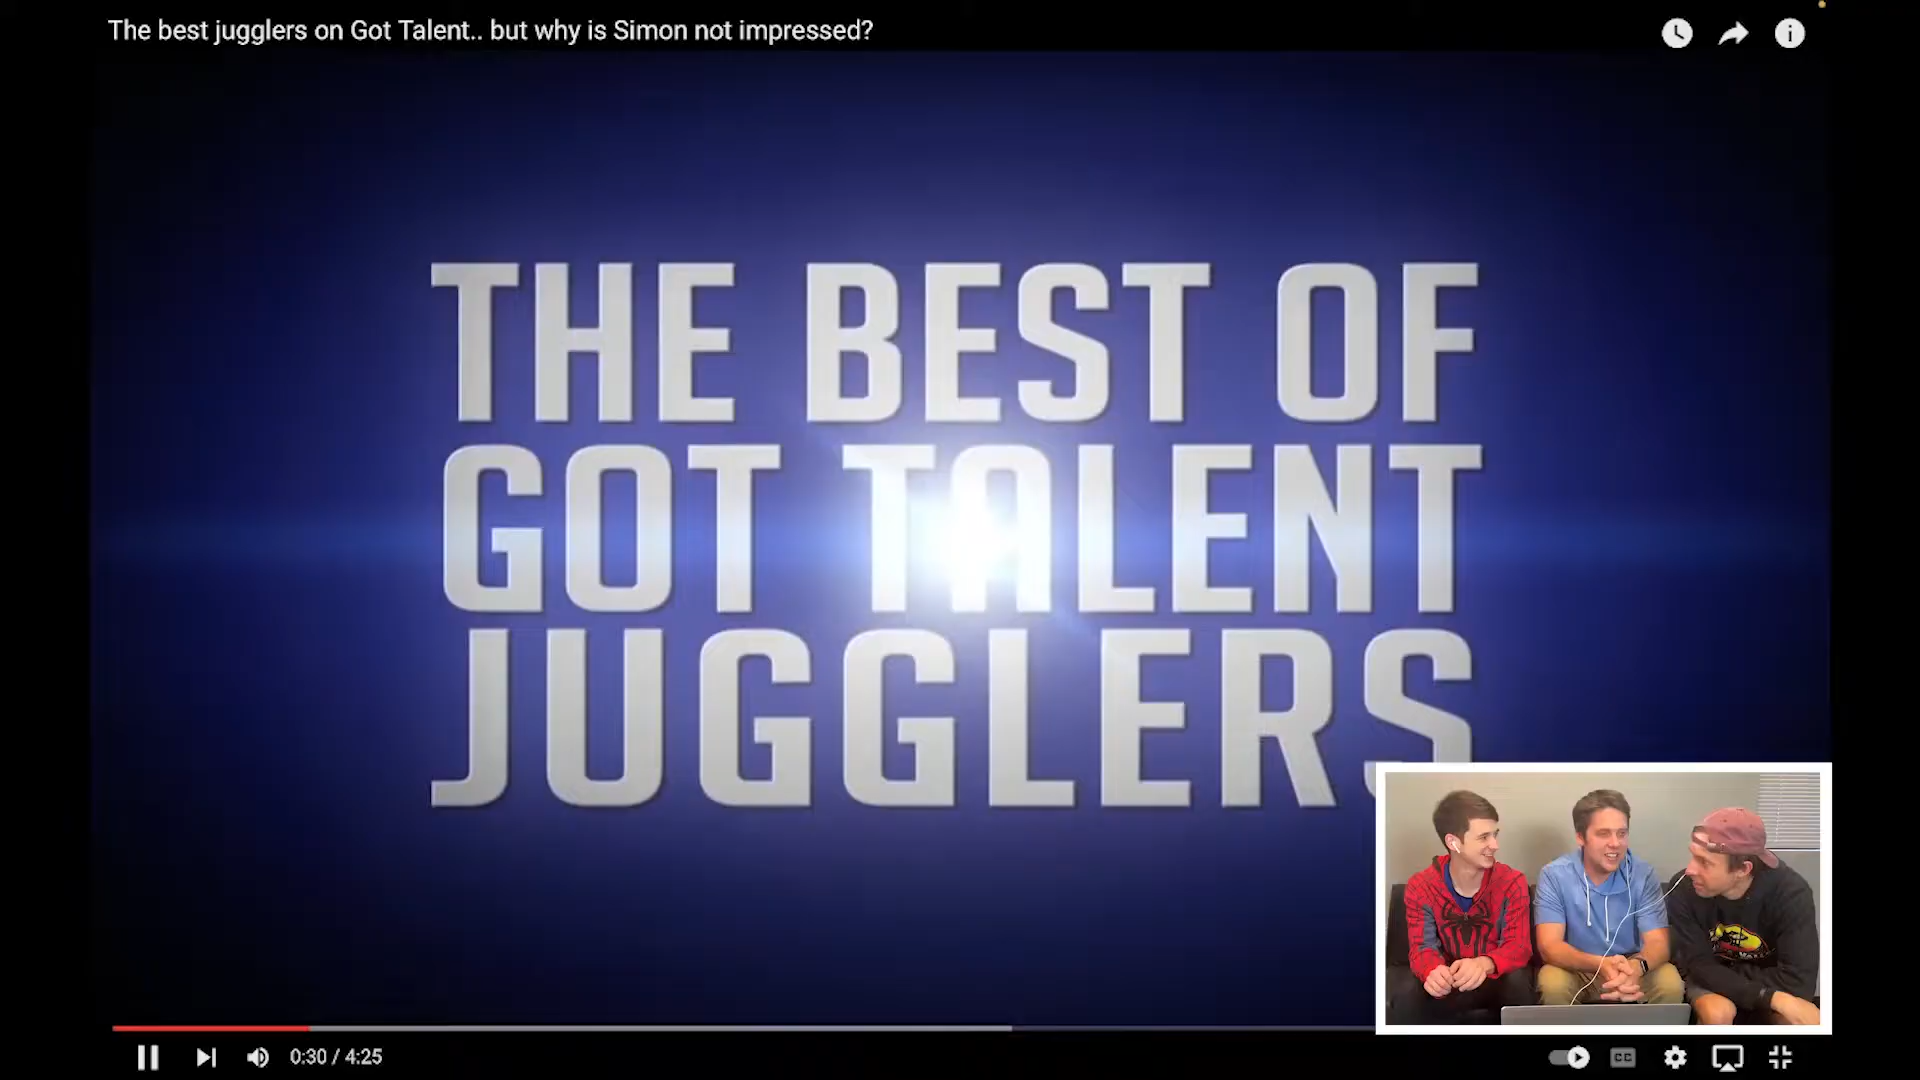 The best jugglers on Got Talent.. but why is Simon not impressed?
THE BEST OF
GOT TALENT
JUGGLERS
0:30 / 4:25
CC